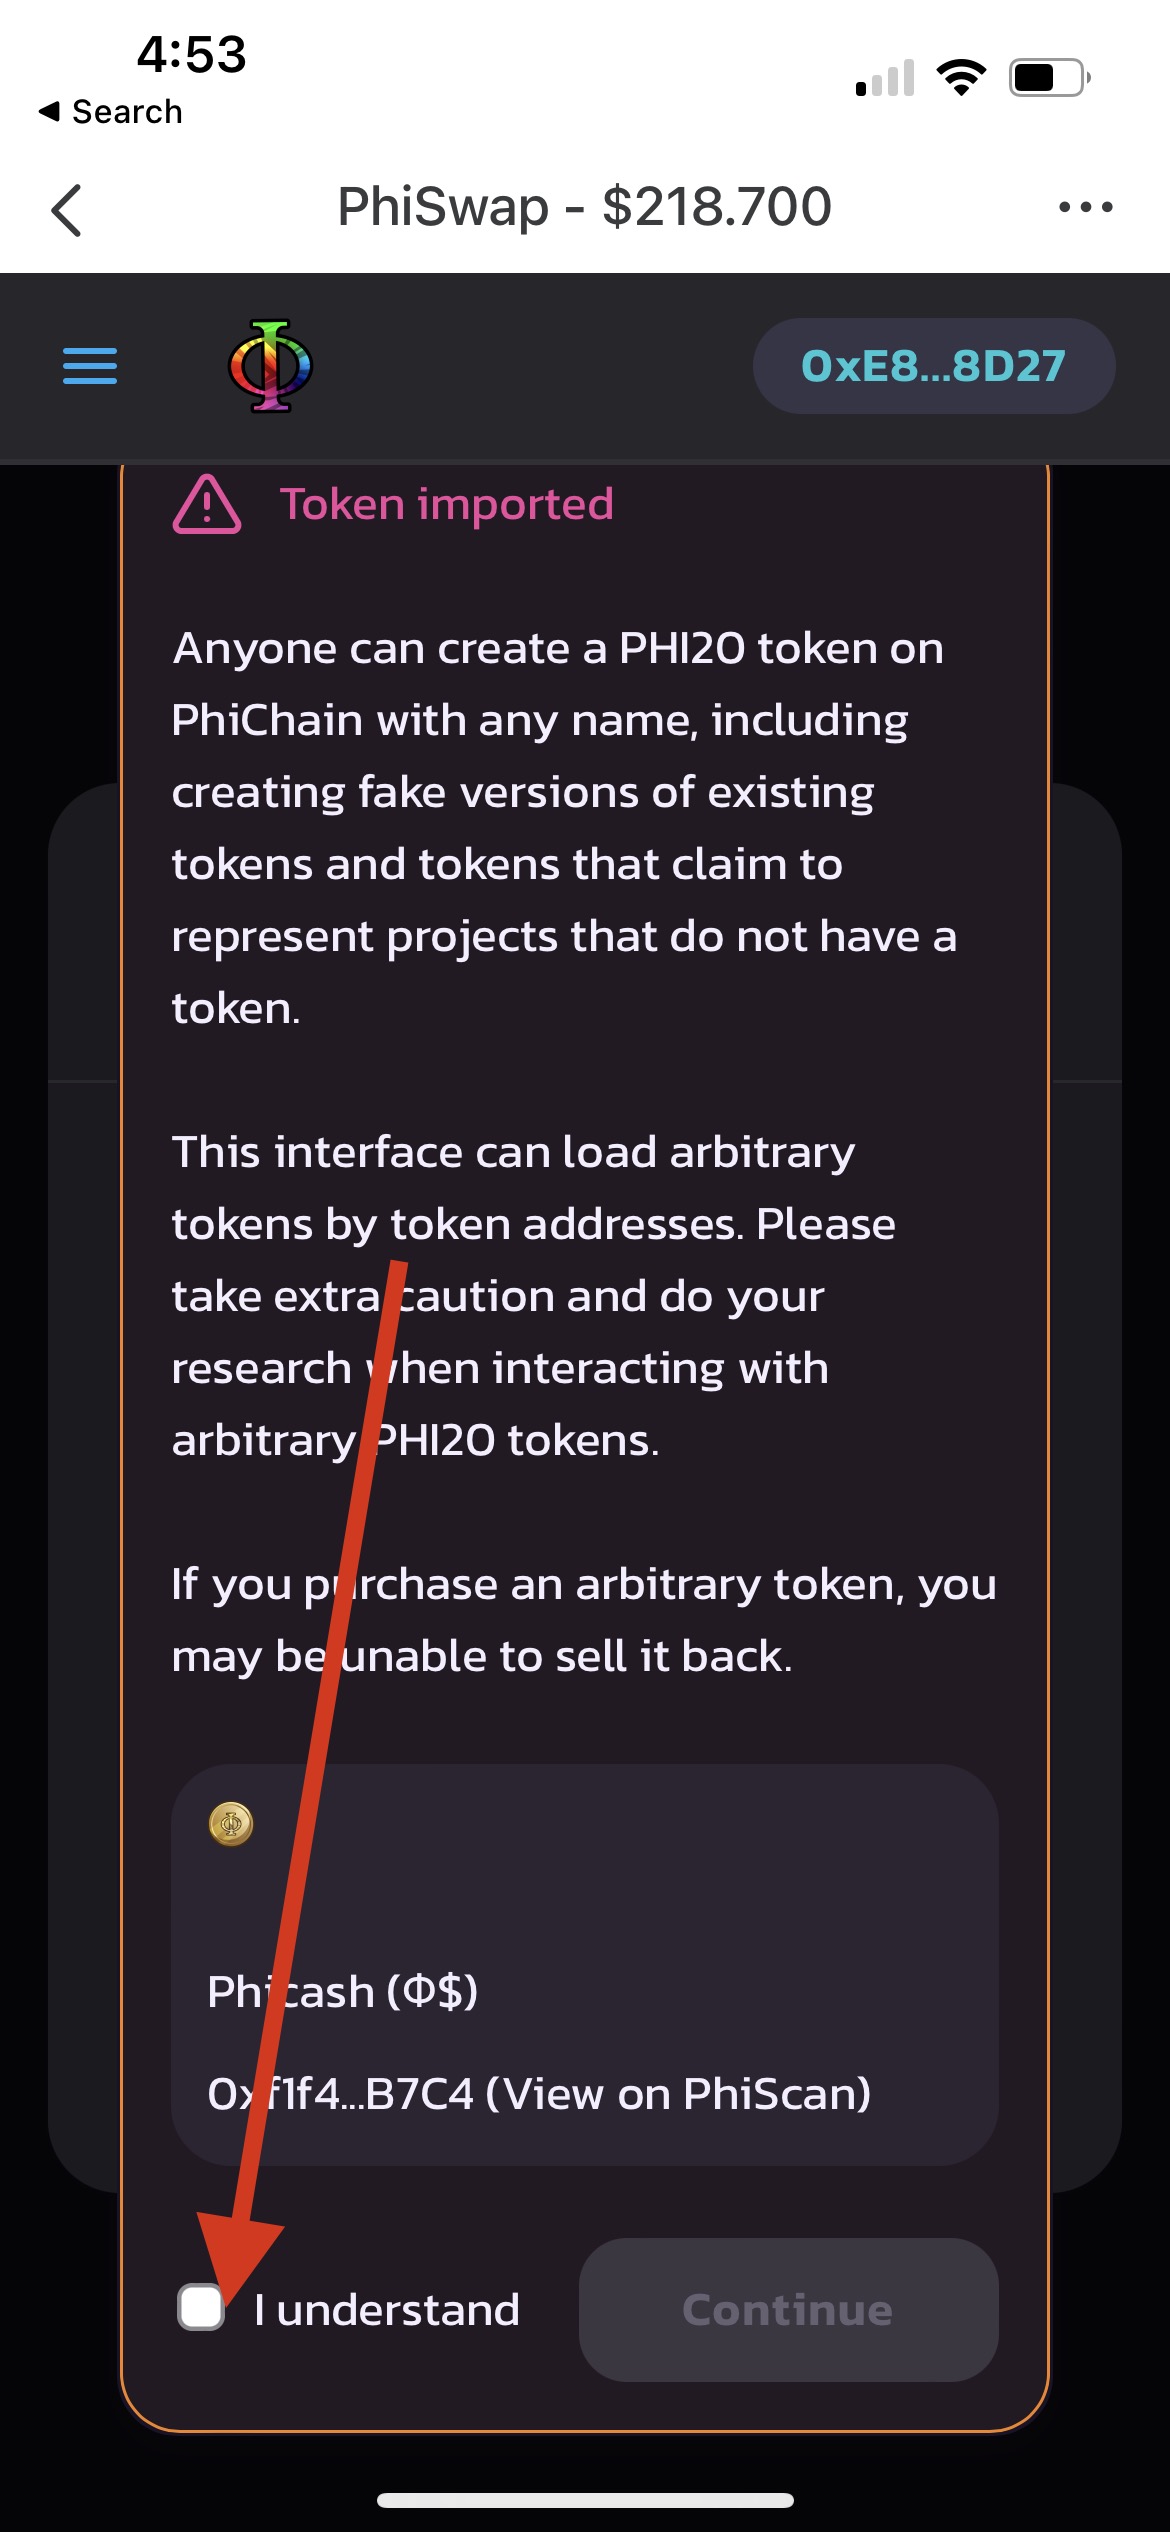 4:53
Search
PhiSwap - $218.700
0xE8...8D27
Token imported
Anyone can create a PHI20 token on
PhiChain with any name, including
creating fake versions of existing
tokens and tokens that claim to
represent projects that do not have a
token.
This interface can load arbitrary
tokens by token addresses. Please
take extra caution and do your
research when interacting with
arbitrary PHI20 tokens.
If you purchase an arbitrary token, you
may be unable to sell it back.
Phicash (Φ$)
0xf1f4...B7C4 (View on PhiScan)
I understand
Continue